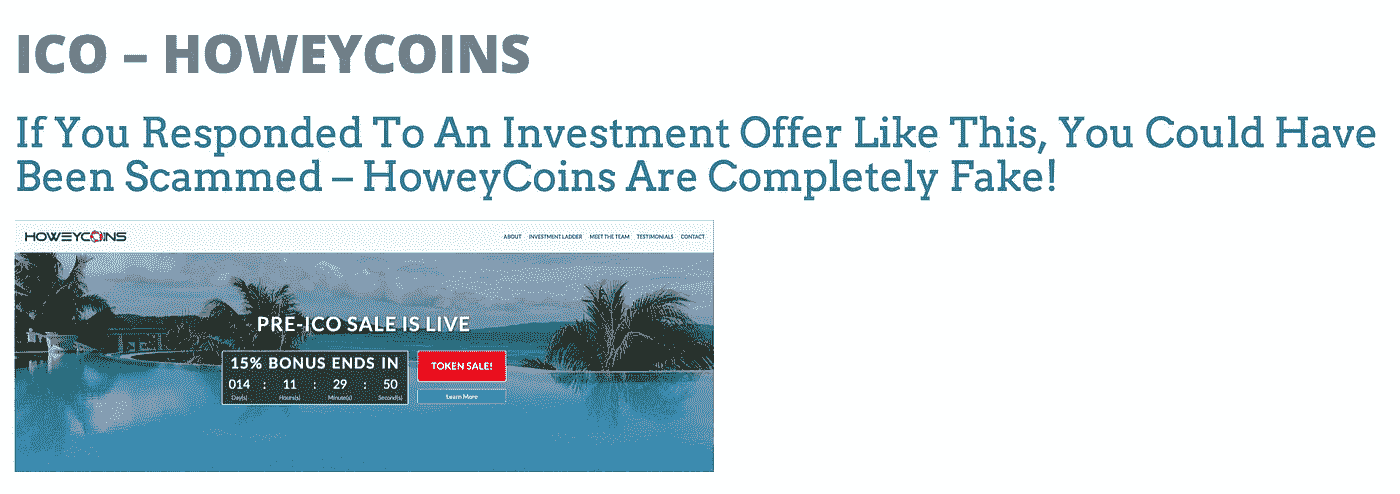 ICO – HOWEYCOINS
If You Responded To An Investment Offer Like This, You Could Have
Been Scammed – HoweyCoins Are Completely Fake!
HOWEYCOINS
ABOUT INVESTMENT LADDER MEET THE TEAM TESTIMONIALS CONTACT
PRE-ICO SALE IS LIVE
15% BONUS ENDS IN
014 : 11 : 29 : 50
Day(s) Hours(s) Minute(s) Second(s)
TOKEN SALE!
Learn More